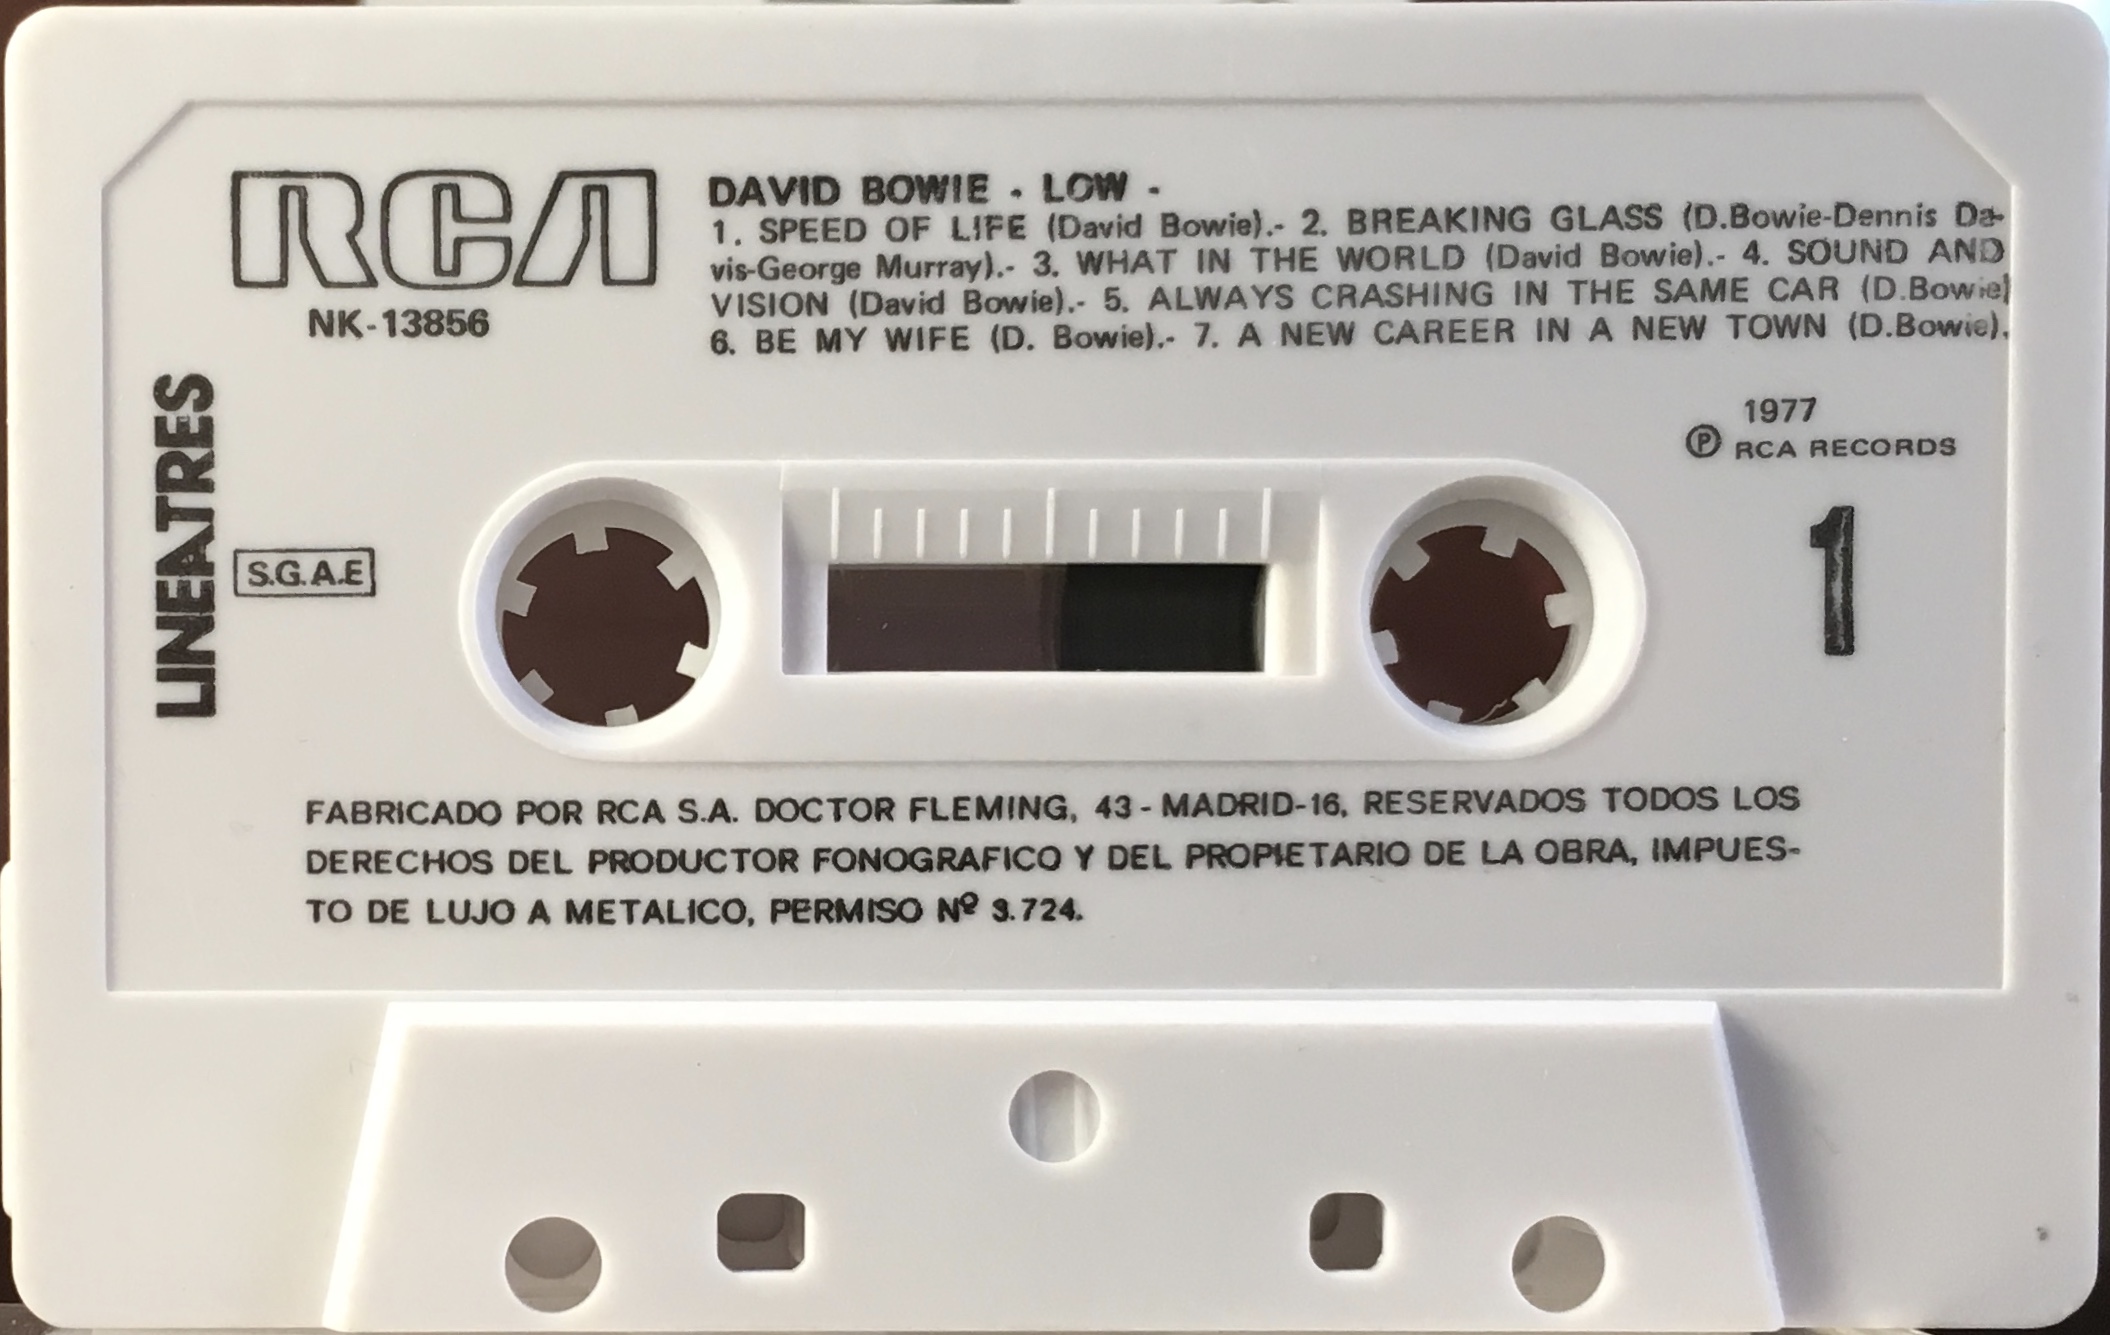 RCA
NK-13856
DAVID BOWIE - LOW -
1. SPEED OF LIFE (David Bowie).- 2. BREAKING GLASS (D.Bowie-Dennis Da-
vis-George Murray).- 3. WHAT IN THE WORLD (David Bowie).- 4. SOUND AND
VISION (David Bowie).- 5. ALWAYS CRASHING IN THE SAME CAR (D.Bowie)
6. BE MY WIFE (D. Bowie).- 7. A NEW CAREER IN A NEW TOWN (D.Bowie).
1977
℗ RCA RECORDS
LINEATRES
S.G.A.E
1
FABRICADO POR RCA S.A. DOCTOR FLEMING, 43 - MADRID-16, RESERVADOS TODOS LOS
DERECHOS DEL PRODUCTOR FONOGRAFICO Y DEL PROPIETARIO DE LA OBRA, IMPUES-
TO DE LUJO A METALICO, PERMISO Nº 3.724.